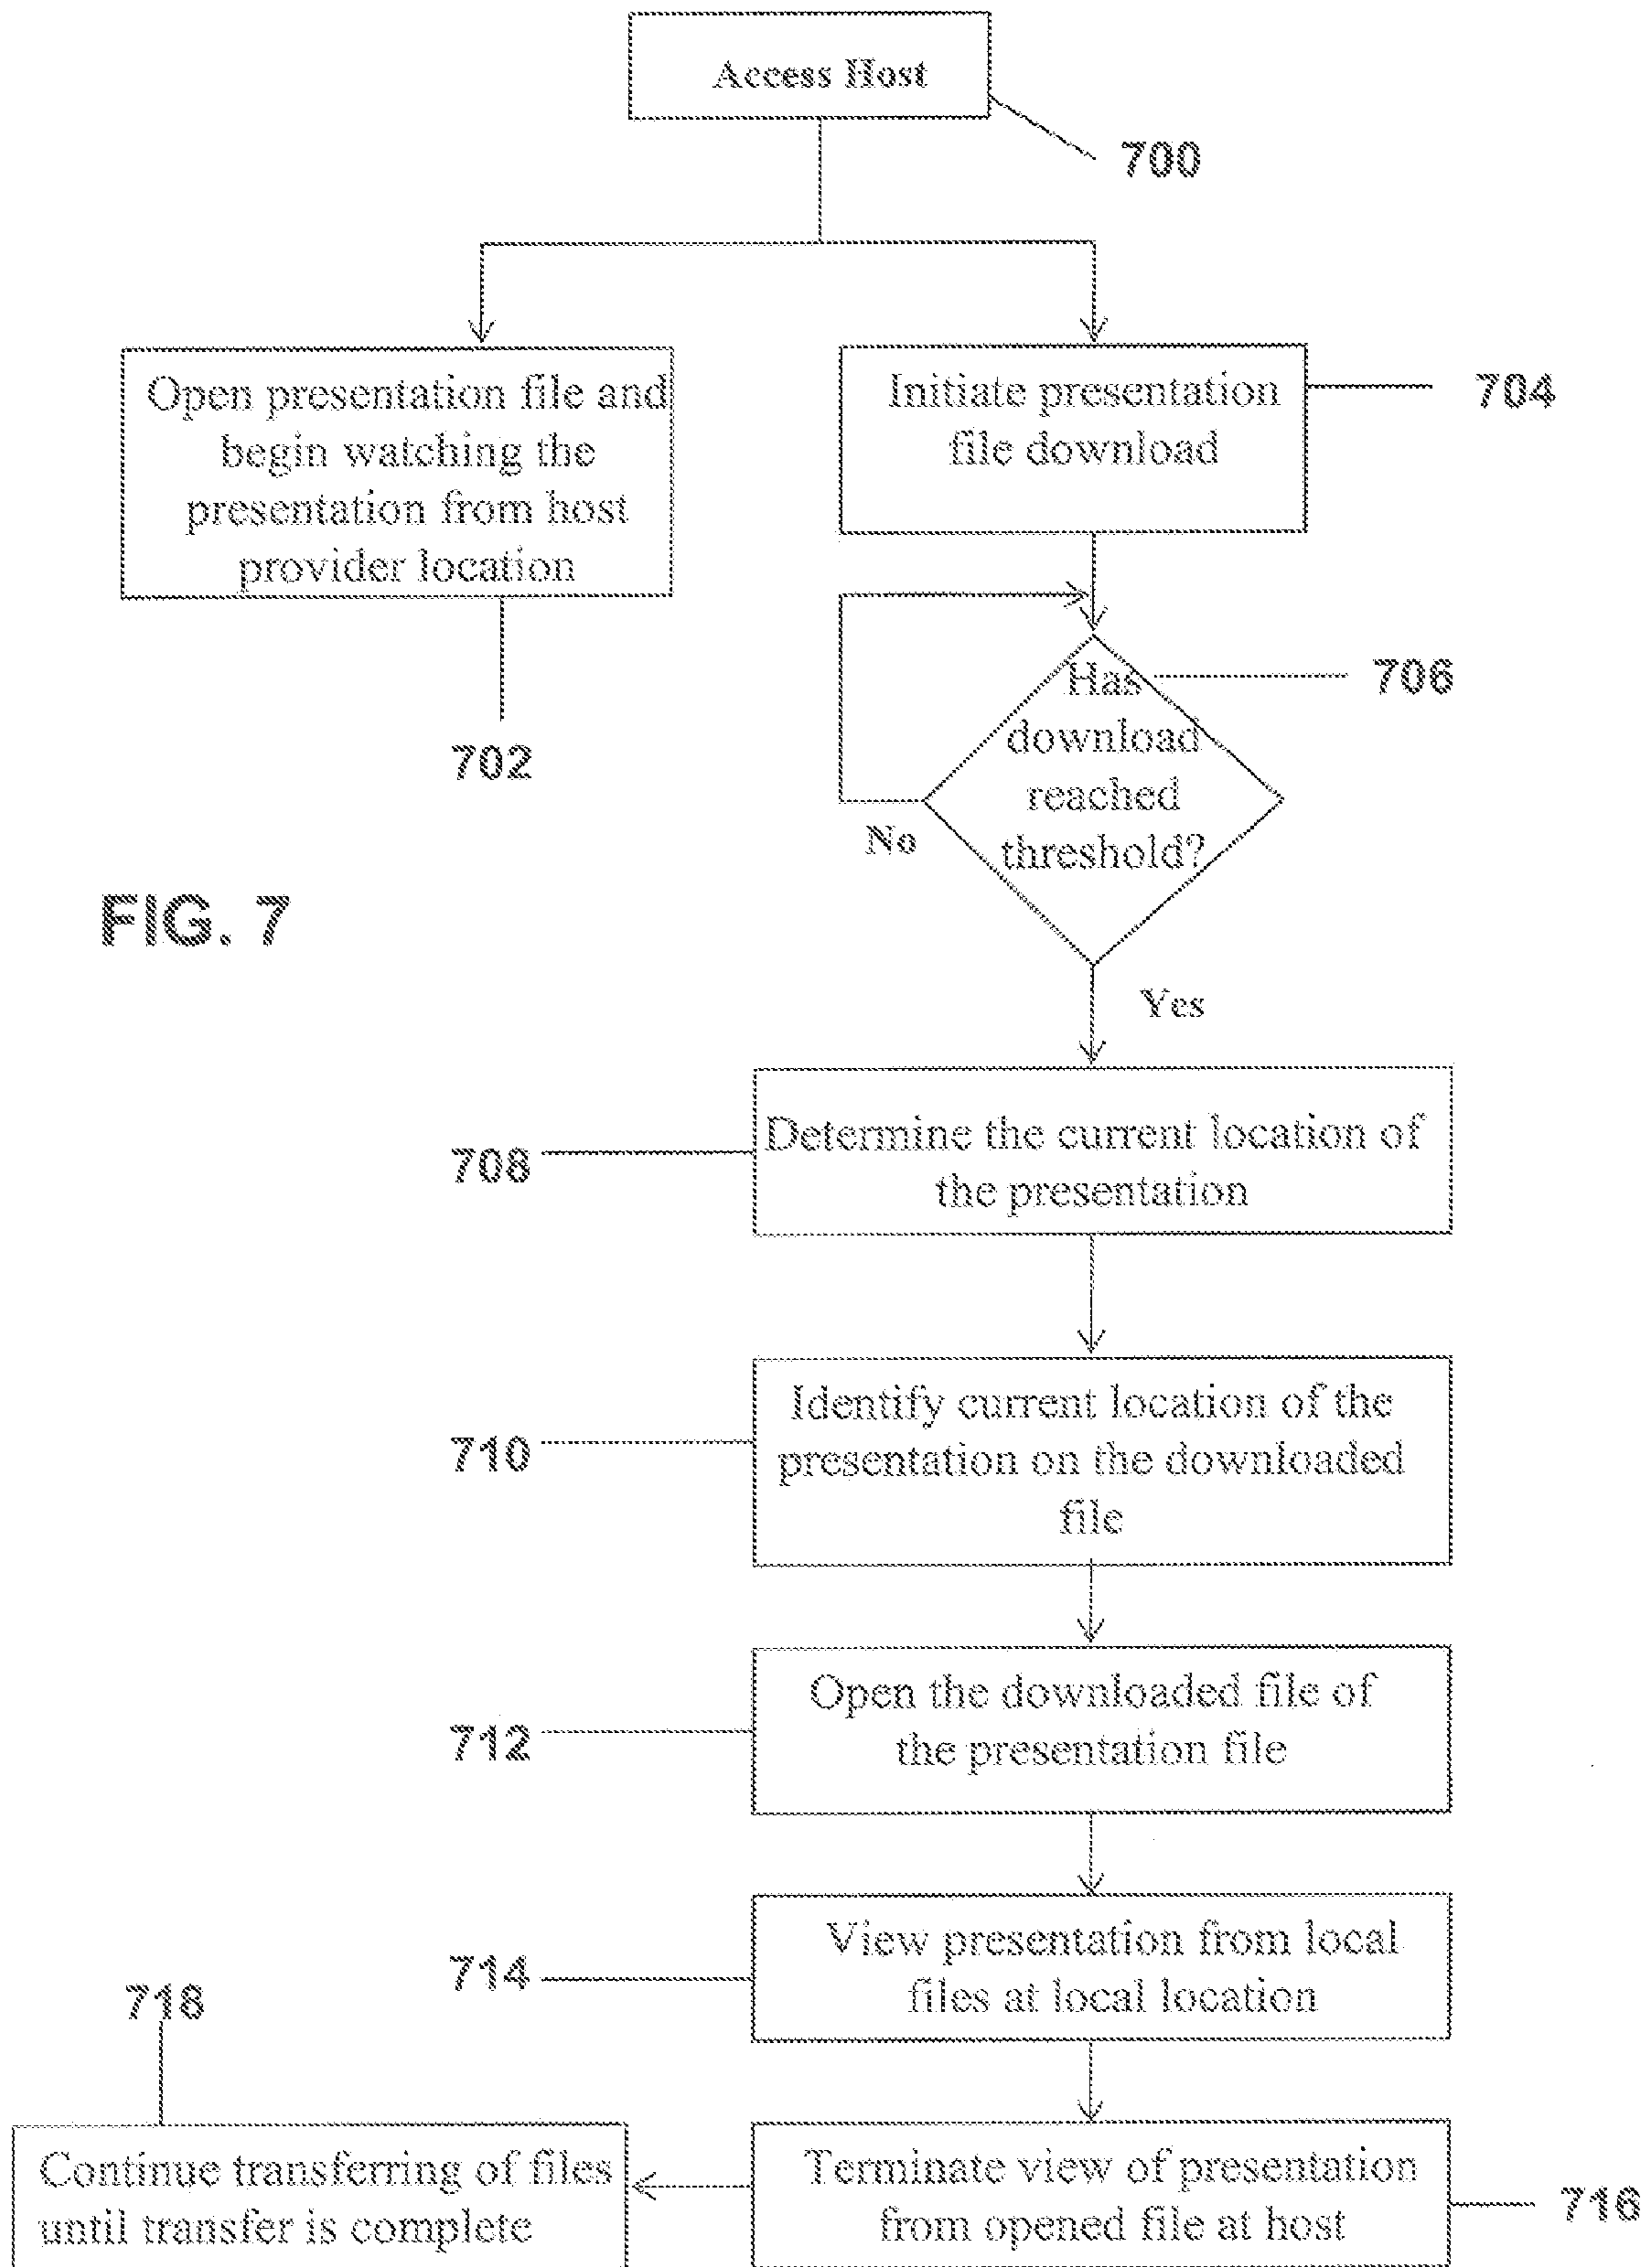 Access Host
700
Open presentation file and
begin watching the
presentation from host
provider location
702
Initiate presentation
file download
704
Has
download
reached
threshold?
706
No
Yes
FIG. 7
Determine the current location of
the presentation
708
Identify current location of the
presentation on the downloaded
file
710
Open the downloaded file of
the presentation file
712
View presentation from local
files at local location
714
Terminate view of presentation
from opened file at host
716
718
Continue transferring of files
until transfer is complete